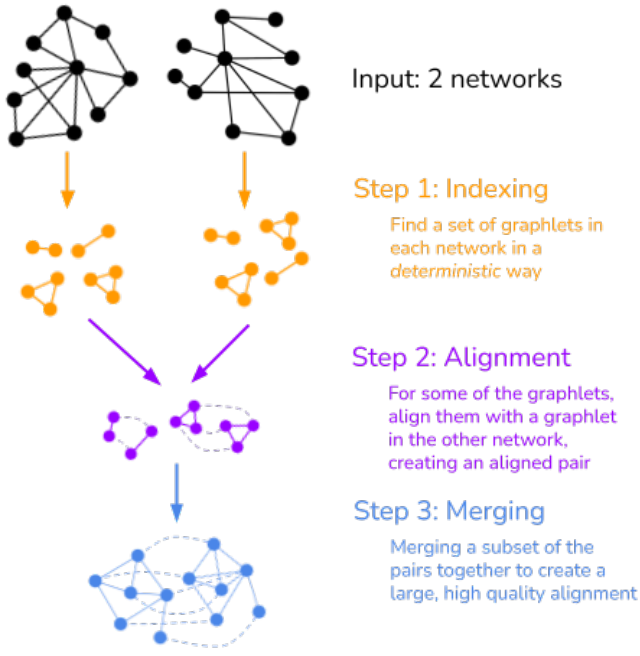 Input: 2 networks
Step 1: Indexing
Find a set of graphlets in
each network in a
deterministic way
Step 2: Alignment
For some of the graphlets,
align them with a graphlet
in the other network,
creating an aligned pair
Step 3: Merging
Merging a subset of the
pairs together to create a
large, high quality alignment